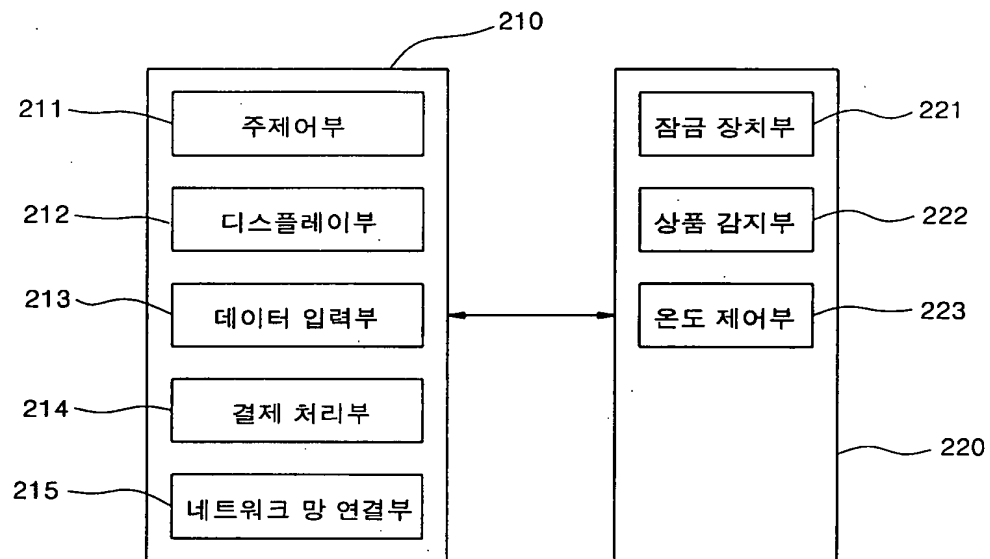 210
211
주제어부
212
디스플레이부
213
데이터 입력부
214
결제 처리부
215
네트워크 망 연결부
잠금 장치부
221
상품 감지부
222
온도 제어부
223
220